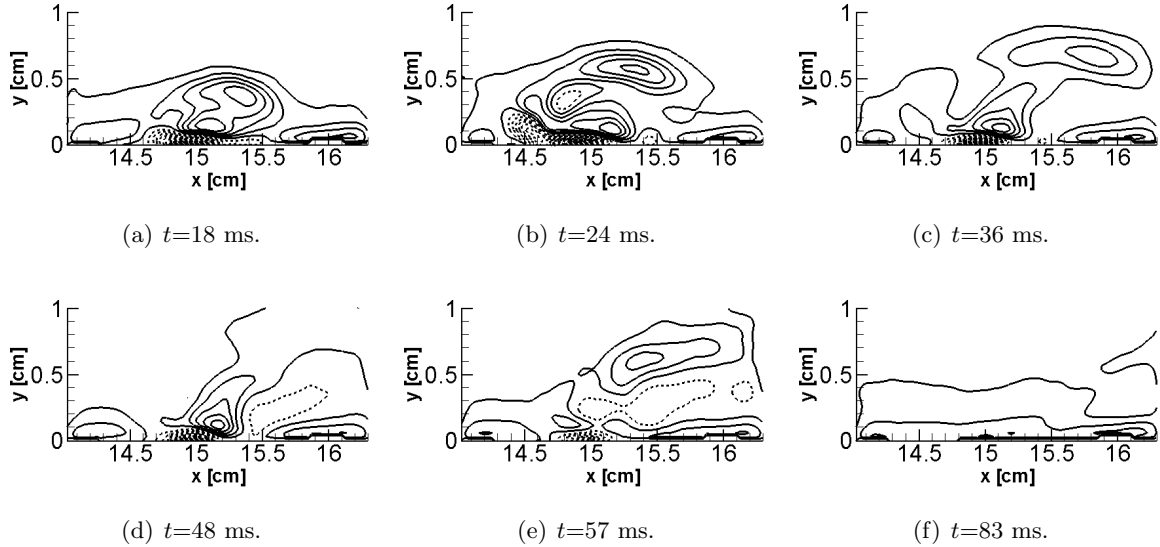 1
0.5
0
y [cm]
14.5 15 15.5 16
x [cm]
(a) t=18 ms.
1
0.5
0
y [cm]
14.5 15 15.5 16
x [cm]
(b) t=24 ms.
1
0.5
0
y [cm]
14.5 15 15.5 16
x [cm]
(c) t=36 ms.
1
0.5
0
y [cm]
14.5 15 15.5 16
x [cm]
(d) t=48 ms.
1
0.5
0
y [cm]
14.5 15 15.5 16
x [cm]
(e) t=57 ms.
1
0.5
0
y [cm]
14.5 15 15.5 16
x [cm]
(f) t=83 ms.